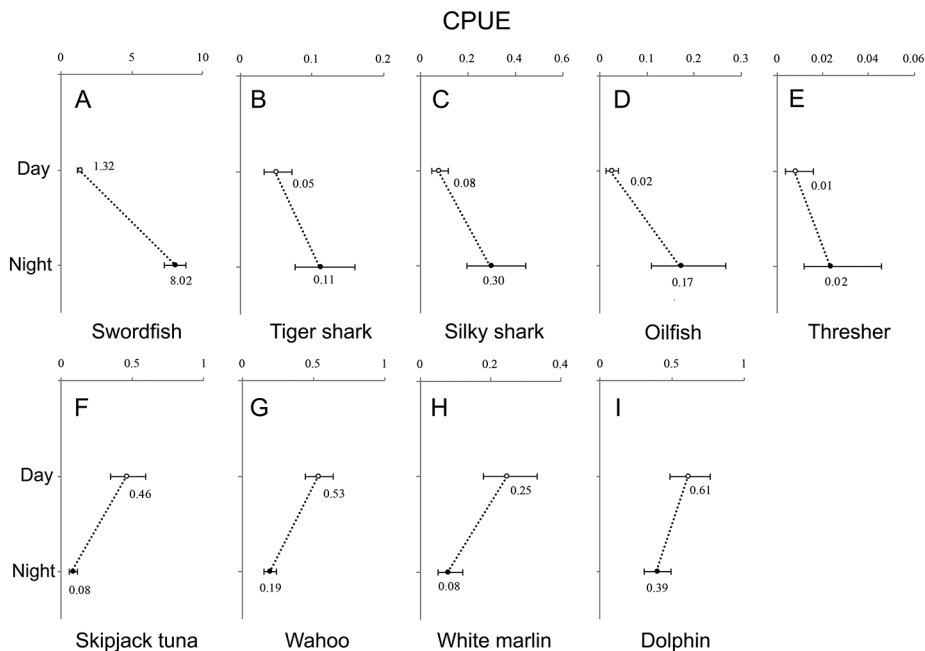 CPUE
0 5 10
0 0.1 0.2
0 0.2 0.4 0.6
0 0.1 0.2 0.3
0 0.02 0.04 0.06
A B C D E
Day
1.32 0.05 0.08 0.02 0.01
Night
8.02 0.11 0.30 0.17 0.02
Swordfish Tiger shark Silky shark Oilfish Thresher
0 0.5 1
0 0.5 1
0 0.2 0.4
0 0.5 1
F G H I
Day
0.46 0.53 0.25 0.61
Night
0.08 0.19 0.08 0.39
Skipjack tuna Wahoo White marlin Dolphin